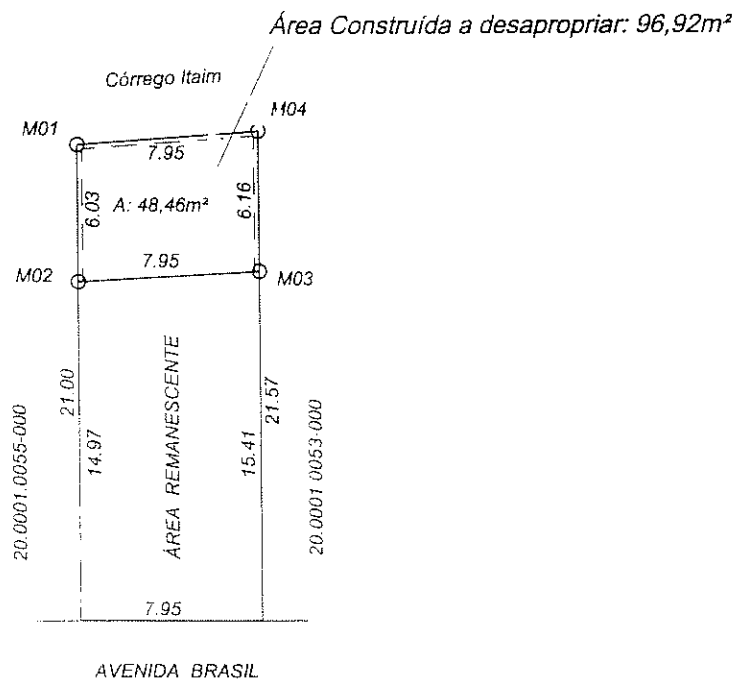 Área Construída a desapropriar: 96,92m²
Córrego Itaim
M01
M04
7.95
6.03
A: 48,46m²
6.16
7.95
M02
M03
21.00
14.97
ÁREA REMANESCENTE
15.41
21.57
20.0001.0055-000
20.0001 0053-000
7.95
AVENIDA BRASIL